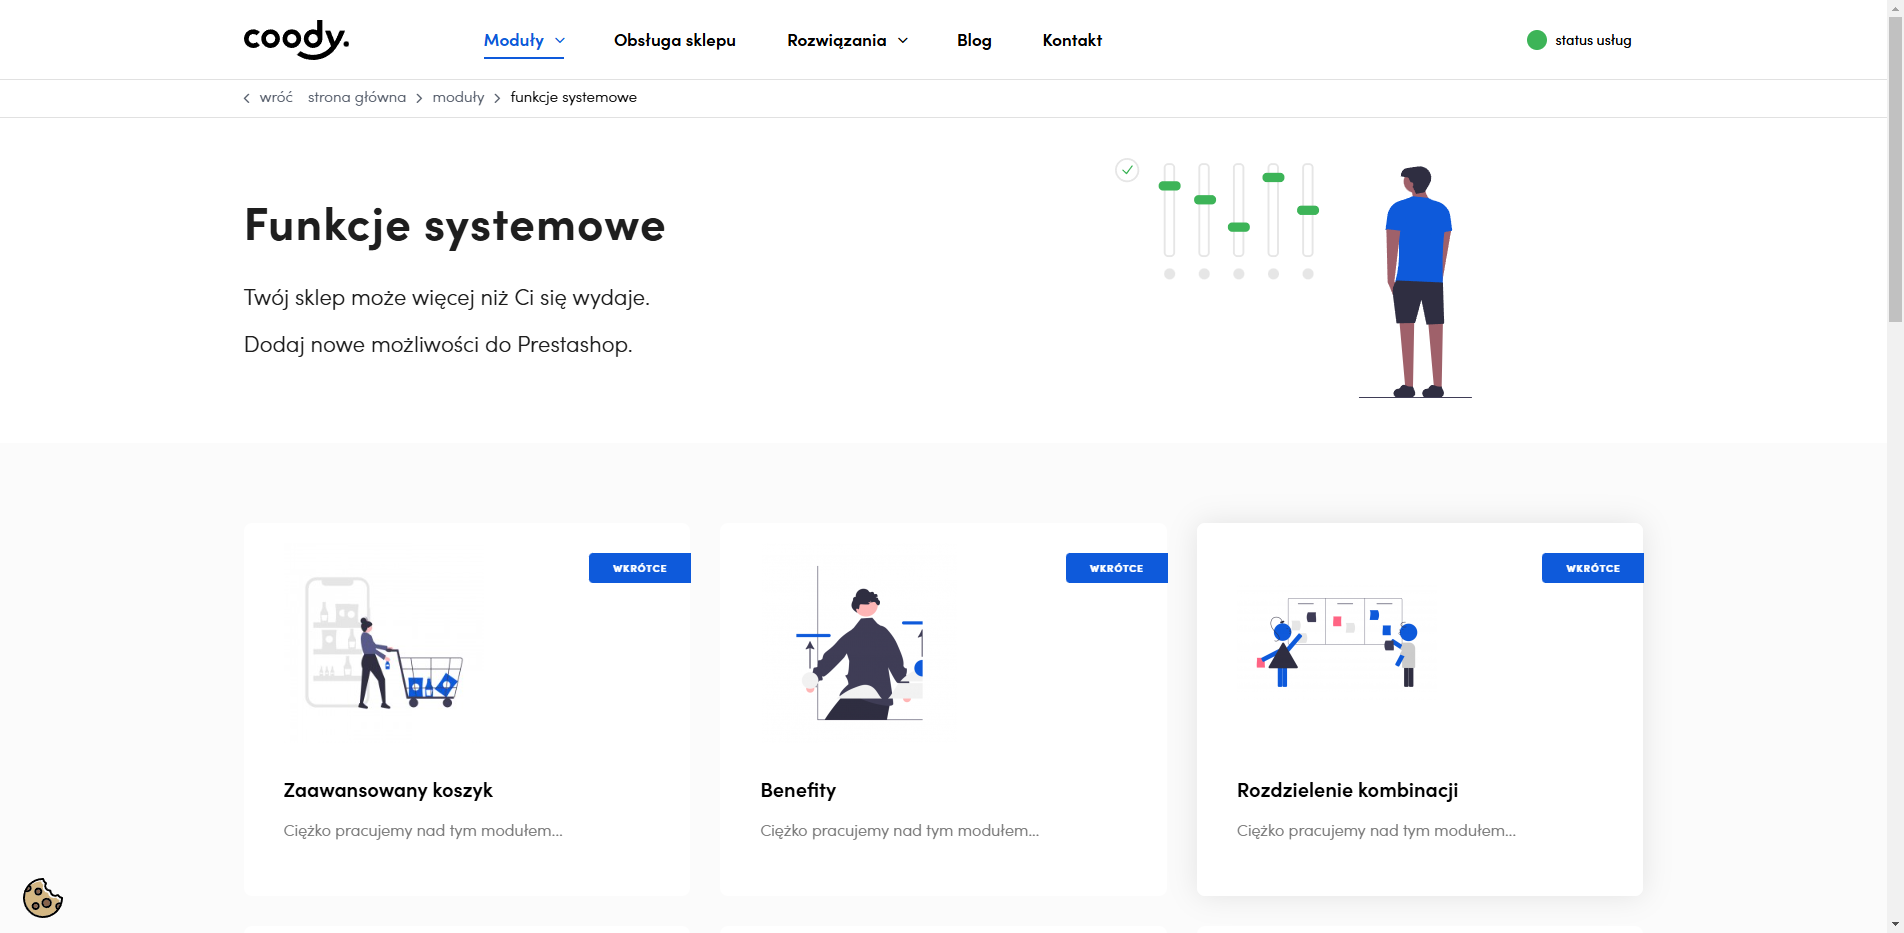 coody.
Moduły
Obsługa sklepu
Rozwiązania
Blog
Kontakt
status usług
wróć
strona główna
moduły
funkcje systemowe
Funkcje systemowe
Twój sklep może więcej niż Ci się wydaje.
Dodaj nowe możliwości do Prestashop.
WKRÓTCE
Zaawansowany koszyk
Ciężko pracujemy nad tym modułem...
WKRÓTCE
Benefity
Ciężko pracujemy nad tym modułem...
WKRÓTCE
Rozdzielenie kombinacji
Ciężko pracujemy nad tym modułem...